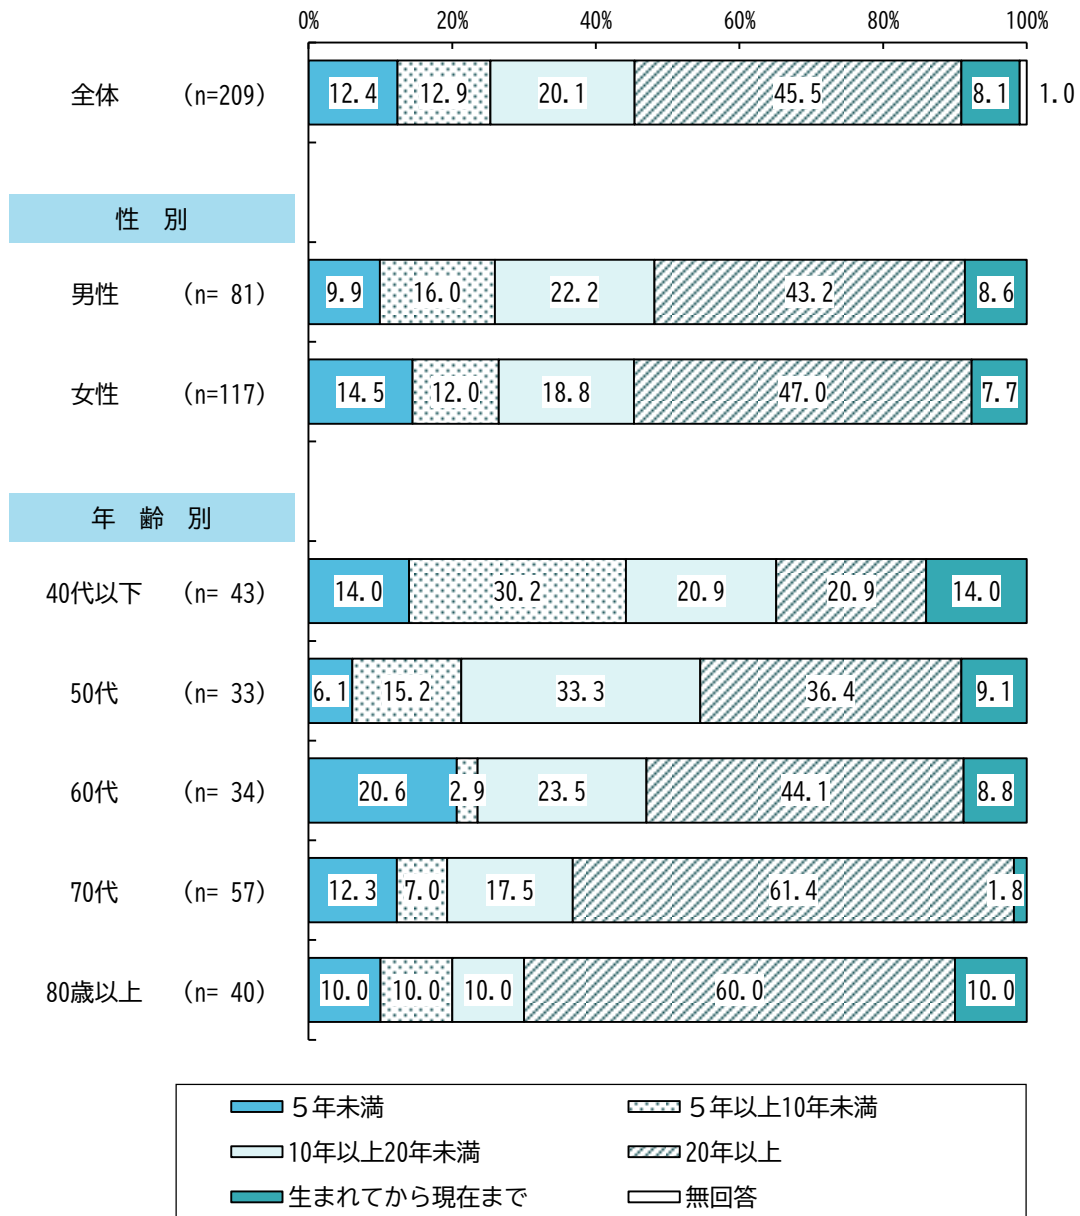 0% 20% 40% 60% 80% 100%
全体 (n=209) 12.4 12.9 20.1 45.5 8.1 1.0
性 別
男性 (n= 81) 9.9 16.0 22.2 43.2 8.6
女性 (n=117) 14.5 12.0 18.8 47.0 7.7
年 齢 別
40代以下 (n= 43) 14.0 30.2 20.9 20.9 14.0
50代 (n= 33) 6.1 15.2 33.3 36.4 9.1
60代 (n= 34) 20.6 2.9 23.5 44.1 8.8
70代 (n= 57) 12.3 7.0 17.5 61.4 1.8
80歳以上 (n= 40) 10.0 10.0 10.0 60.0 10.0
５年未満 ５年以上10年未満
10年以上20年未満 20年以上
生まれてから現在まで 無回答